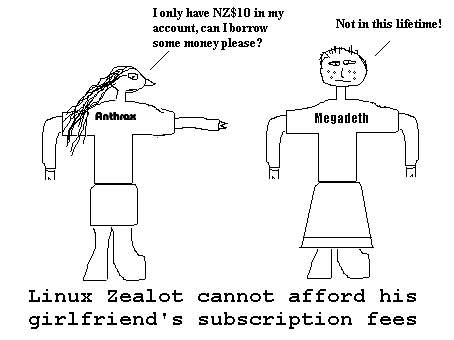 I only have NZ$10 in my
account, can I borrow
some money please?
Not in this lifetime!
Anthrax
Megadeth
Linux Zealot cannot afford his
girlfriend's subscription fees